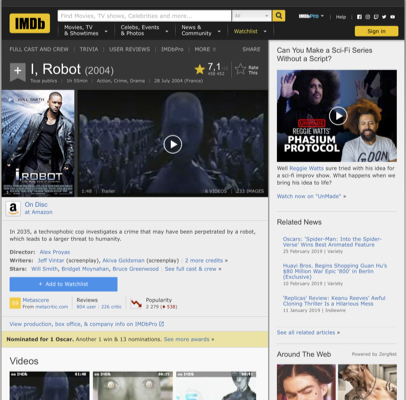 IMDb
Find Movies, TV shows, Celebrities and more...
All
IMDbPro
Help
Movies, TV
& Showtimes
Celebs, Events
& Photos
News &
Community
Watchlist
Sign in
FULL CAST AND CREW | TRIVIA | USER REVIEWS | IMDbPro | MORE
SHARE
I, Robot (2004)
7,1
Rate
This
Tous publics | 1h 55min | Action, Crime, Drama | 28 July 2004 (France)
WILL SMITH
i ROBOT
1:48 Trailer
6 VIDEOS | 233 IMAGES
On Disc
at Amazon
In 2035, a technophobic cop investigates a crime that may have been perpetrated by a robot,
which leads to a larger threat to humanity.
Director: Alex Proyas
Writers: Jeff Vintar (screenplay), Akiva Goldsman (screenplay) | 2 more credits »
Stars: Will Smith, Bridget Moynahan, Bruce Greenwood | See full cast & crew »
+ Add to Watchlist
Metascore
From metacritic.com
Reviews
804 user | 226 critic
Popularity
2 279 ( 538)
View production, box office, & company info on IMDbPro
Nominated for 1 Oscar. Another 1 win & 13 nominations. See more awards »
Videos
Can You Make a Sci-Fi Series
Without a Script?
REGGIE WATTS'
PHASIUM
PROTOCOL
GOON
Well Reggie Watts sure tried with his idea for
a sci-fi improv show. What happens when we
bring his idea to life?
Watch now on "UnMade" »
Related News
Oscars: 'Spider-Man: Into the Spider-
Verse' Wins Best Animated Feature
25 February 2019 | Variety
Huayi Bros. Begins Shopping Guan Hu's
$80 Million War Epic '800' in Berlin
(Exclusive)
10 February 2019 | Variety
'Replicas' Review: Keanu Reeves' Awful
Cloning Thriller Is a Hilarious Mess
11 January 2019 | Indiewire
See all related articles »
Around The Web
Powered by ZergNet